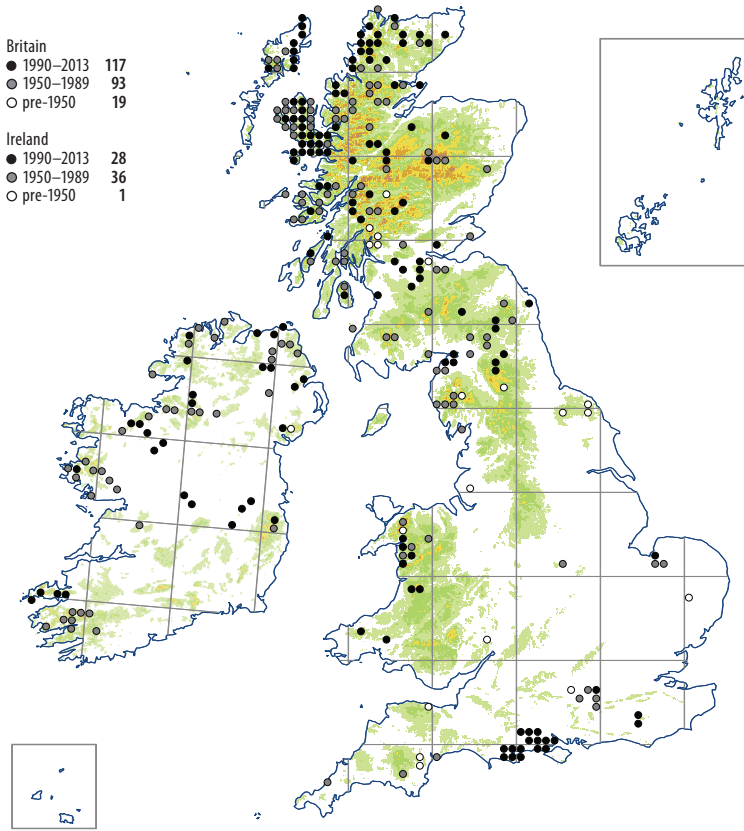 Britain
1990–2013 117
1950–1989 93
pre-1950 19
Ireland
1990–2013 28
1950–1989 36
pre-1950 1